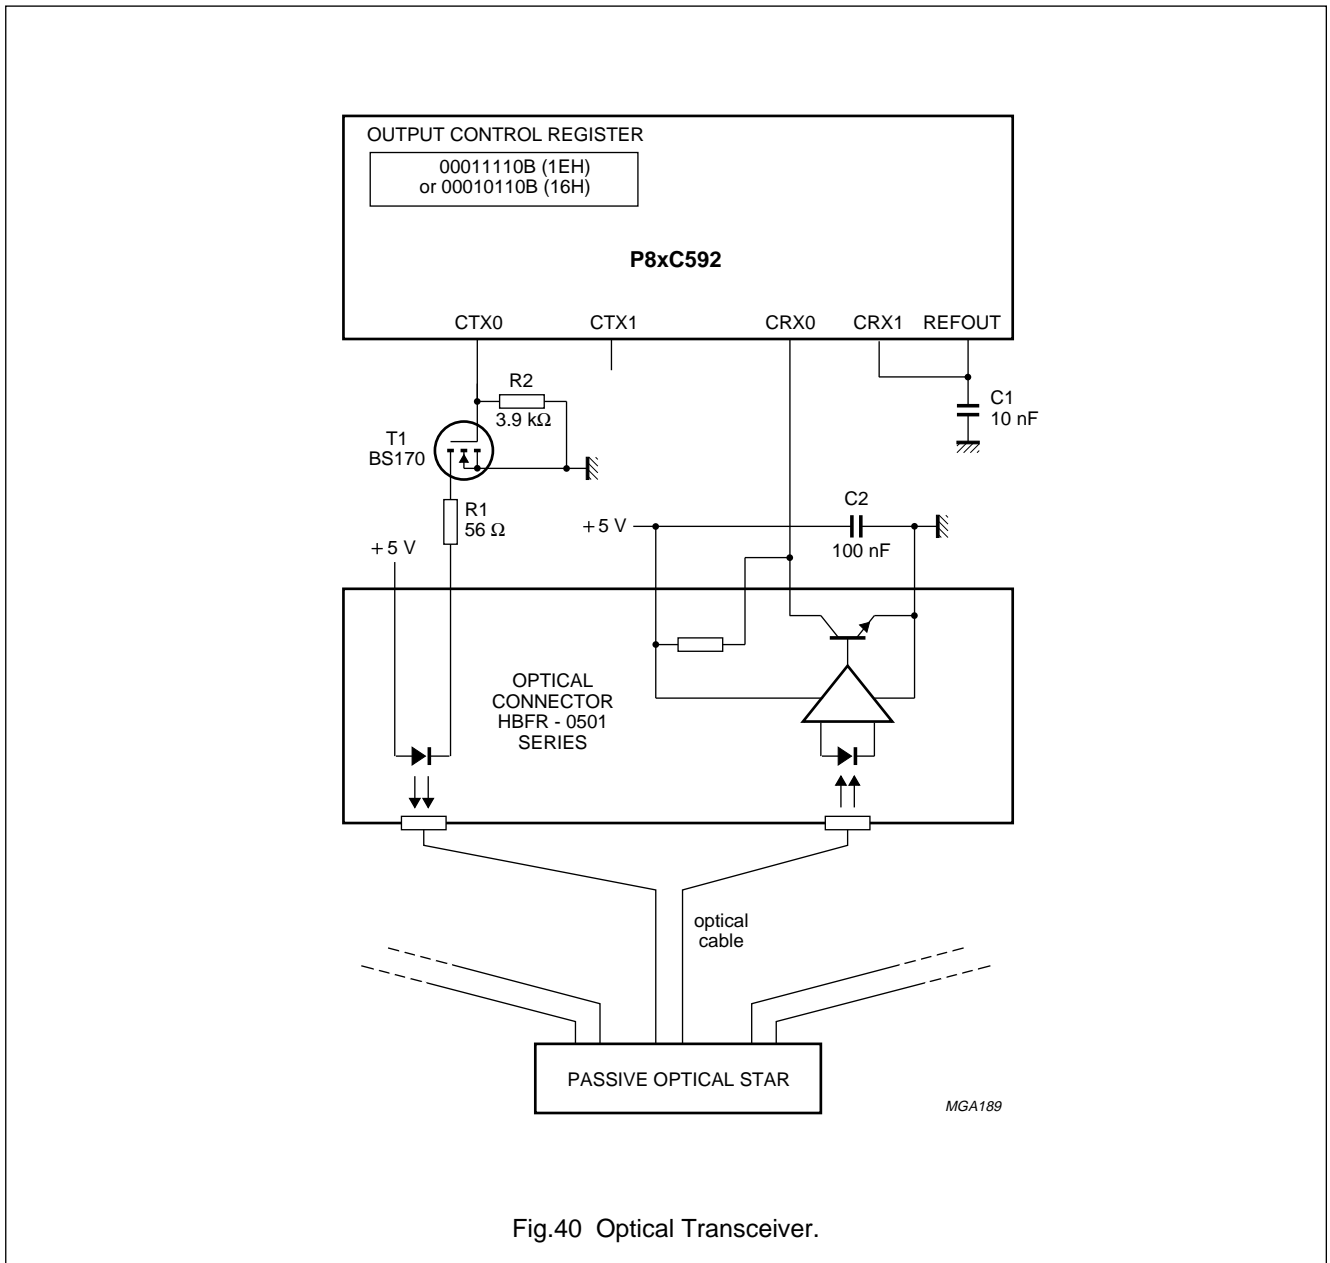 OUTPUT CONTROL REGISTER
00011110B (1EH)
or 00010110B (16H)
P8xC592
CTX0
CTX1
CRX0
CRX1
REFOUT
R2
3.9 kΩ
T1
BS170
C1
10 nF
R1
56 Ω
+5 V
+5 V
C2
100 nF
OPTICAL
CONNECTOR
HBFR - 0501
SERIES
optical
cable
PASSIVE OPTICAL STAR
MGA189
Fig.40 Optical Transceiver.